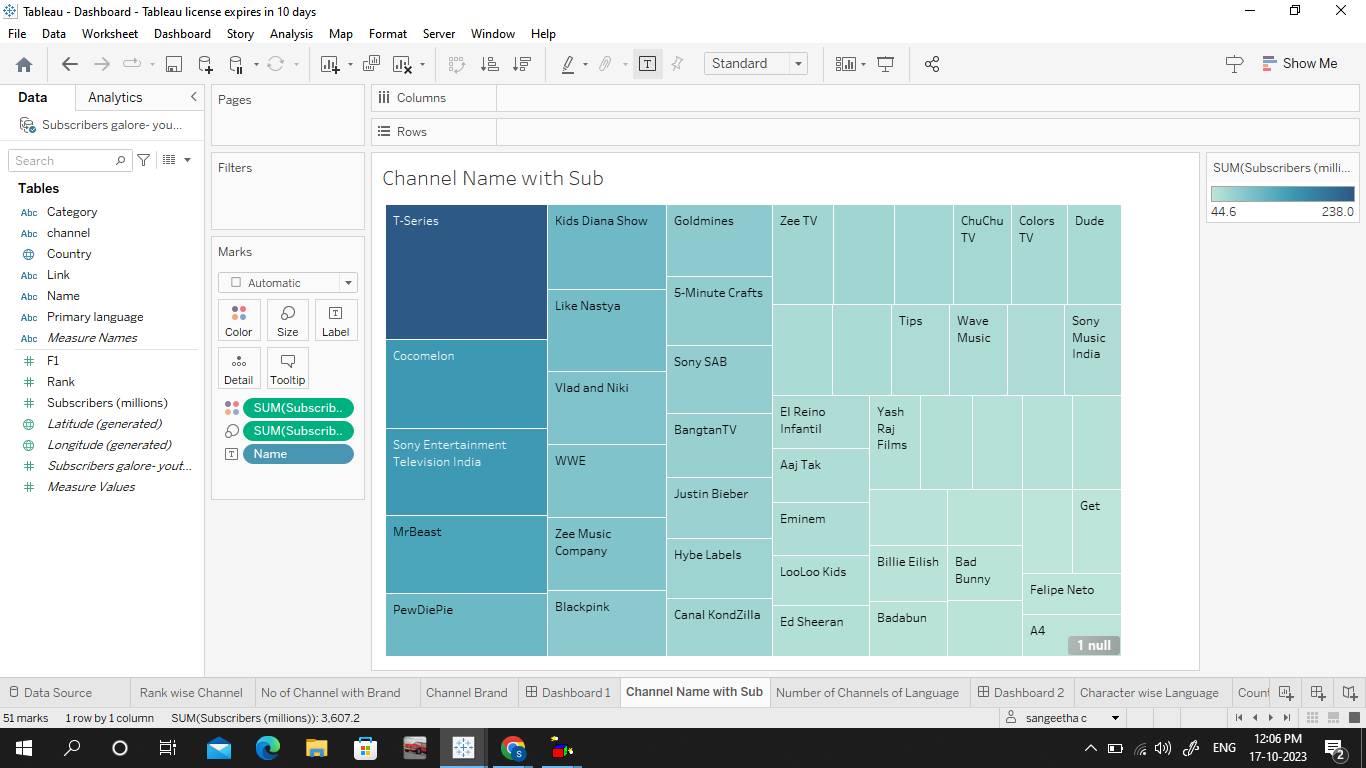 Tableau - Dashboard - Tableau license expires in 10 days
File Data Worksheet Dashboard Story Analysis Map Format Server Window Help
Standard
Show Me
Data Analytics
Subscribers galore- you...
Search
Tables
Abc Category
Abc channel
Country
Abc Link
Abc Name
Abc Primary language
Abc Measure Names
F1
Rank
Subscribers (millions)
Latitude (generated)
Longitude (generated)
Subscribers galore- yout...
Measure Values
Pages
Filters
Marks
Automatic
Color Size Label
Detail Tooltip
SUM(Subscrib..
SUM(Subscrib..
Name
Columns
Rows
Channel Name with Sub
T-Series
Cocomelon
Sony Entertainment
Television India
MrBeast
PewDiePie
Kids Diana Show
Like Nastya
Vlad and Niki
WWE
Zee Music
Company
Blackpink
Goldmines
5-Minute Crafts
Sony SAB
BangtanTV
Justin Bieber
Hybe Labels
Canal KondZilla
Zee TV
ChuChu
TV
Colors
TV
Dude
Tips
Wave
Music
Sony
Music
India
El Reino
Infantil
Aaj Tak
Eminem
LooLoo Kids
Ed Sheeran
Yash
Raj
Films
Get
Billie Eilish
Bad
Bunny
Badabun
Felipe Neto
A4
1 null
SUM(Subscribers (milli...
44.6 238.0
Data Source Rank wise Channel No of Channel with Brand Channel Brand Dashboard 1 Channel Name with Sub Number of Channels of Language Dashboard 2 Character wise Language Count
51 marks 1 row by 1 column SUM(Subscribers (millions)): 3,607.2
sangeetha c
S
ENG
12:06 PM
17-10-2023
2